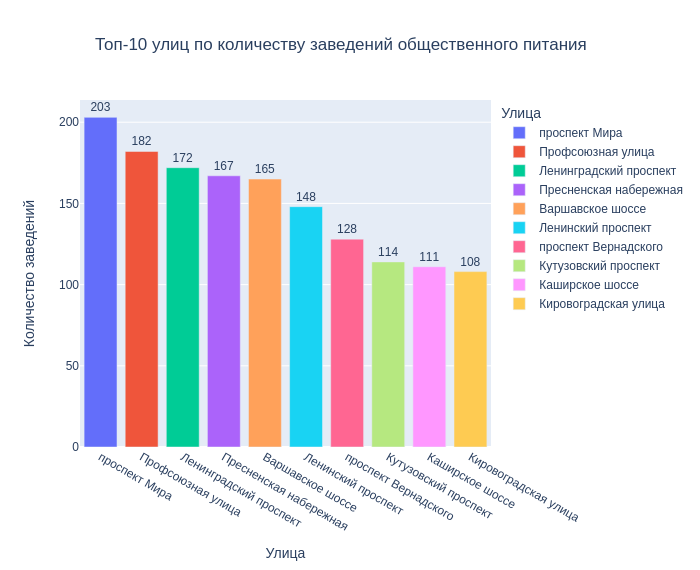 Топ-10 улиц по количеству заведений общественного питания
203
182
172
167
165
148
128
114
111
108
200
150
100
50
0
Количество заведений
проспект Мира
Профсоюзная улица
Ленинградский проспект
Пресненская набережная
Варшавское шоссе
Ленинский проспект
проспект Вернадского
Кутузовский проспект
Каширское шоссе
Кировоградская улица
Улица
Улица
проспект Мира
Профсоюзная улица
Ленинградский проспект
Пресненская набережная
Варшавское шоссе
Ленинский проспект
проспект Вернадского
Кутузовский проспект
Каширское шоссе
Кировоградская улица